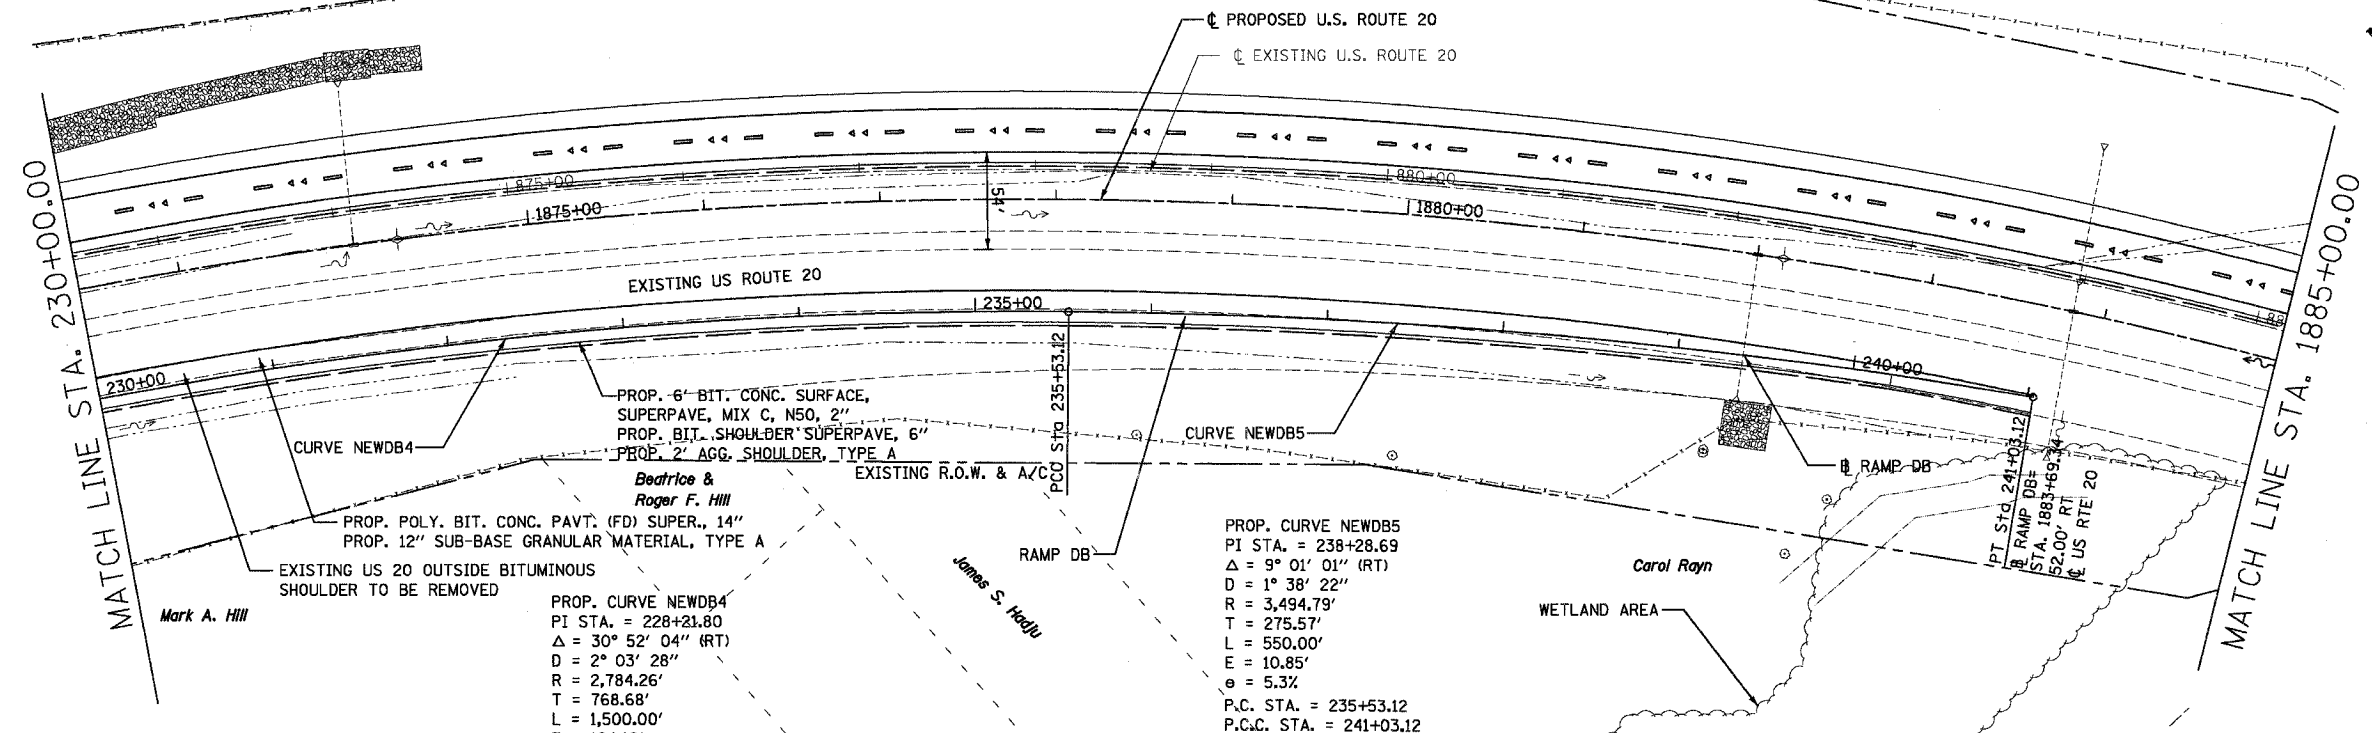 ℄ PROPOSED U.S. ROUTE 20
℄ EXISTING U.S. ROUTE 20
MATCH LINE STA. 230+00.00
MATCH LINE STA. 1885+00.00
875+00
880+00
88
1875+00
1880+00
54'
EXISTING US ROUTE 20
230+00
235+00
240+00
PROP. 6' BIT. CONC. SURFACE,
SUPERPAVE, MIX C, N50, 2"
PROP. BIT. SHOULDER SUPERPAVE, 6"
PROP. 2' AGG. SHOULDER, TYPE A
CURVE NEWDB4
PCC Sta 235+53.12
CURVE NEWDB5
EXISTING R.O.W. & A/C
Beatrice &
Roger F. Hill
PROP. POLY. BIT. CONC. PAVT. (FD) SUPER., 14"
PROP. 12" SUB-BASE GRANULAR MATERIAL, TYPE A
EXISTING US 20 OUTSIDE BITUMINOUS
SHOULDER TO BE REMOVED
Mark A. Hill
RAMP DB
James S. Hadju
RAMP DB
PT Sta 241+03.12
RAMP DB=
STA. 1883+69.34
52.00' RT
℄ US RTE 20
Carol Rayn
WETLAND AREA
PROP. CURVE NEWDB4
PI STA. = 228+21.80
Δ = 30° 52' 04" (RT)
D = 2° 03' 28"
R = 2,784.26'
T = 768.68'
L = 1,500.00'
PROP. CURVE NEWDB5
PI STA. = 238+28.69
Δ = 9° 01' 01" (RT)
D = 1° 38' 22"
R = 3,494.79'
T = 275.57'
L = 550.00'
E = 10.85'
e = 5.3%
P.C. STA. = 235+53.12
P.C.C. STA. = 241+03.12